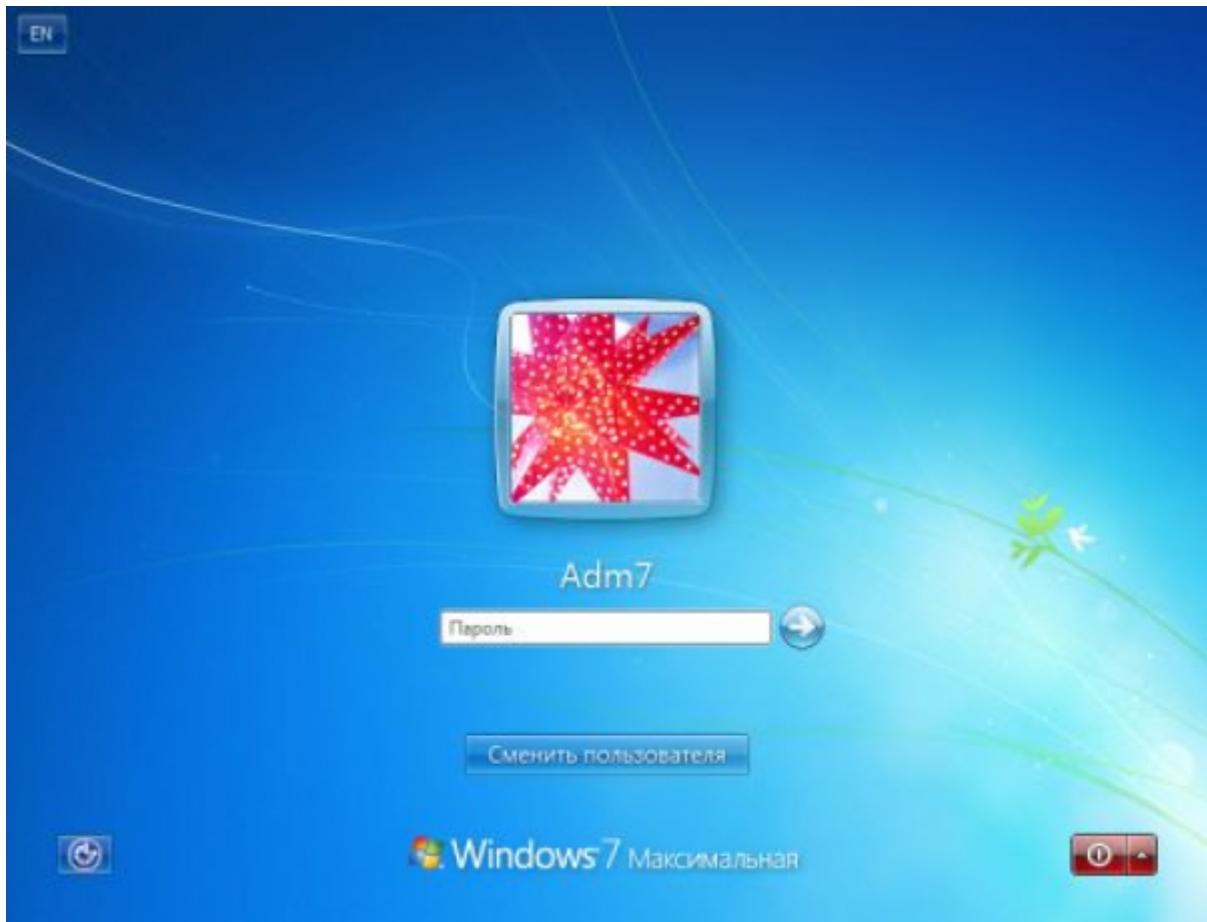 EN
Adm7
Пароль
Сменить пользователя
Windows 7 Максимальная